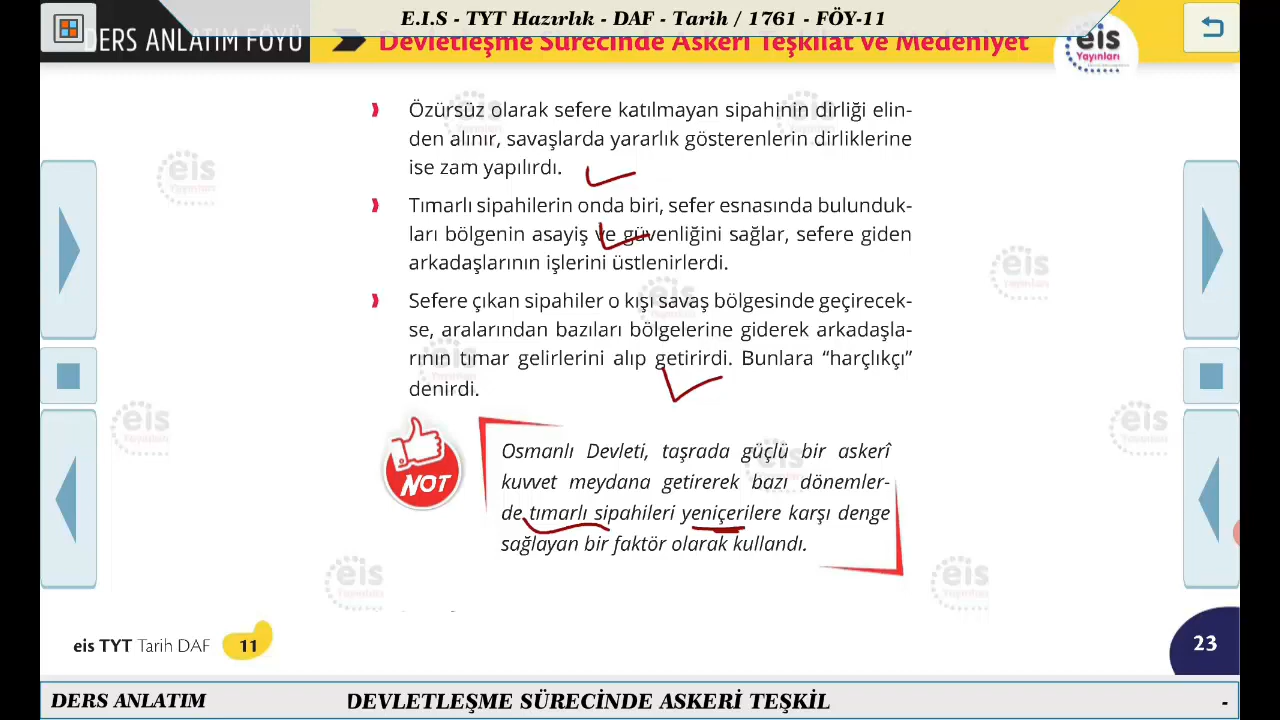 E.I.S - TYT Hazırlık - DAF - Tarih / 1761 - FÖY-11
DERS ANLATIM FÖYÜ
Devletleşme Sürecinde Askerî Teşkilat ve Medeniyet
eis
Yayınları
Özürsüz olarak sefere katılmayan sipahinin dirliği elin-
den alınır, savaşlarda yararlık gösterenlerin dirliklerine
ise zam yapılırdı.
Tımarlı sipahilerin onda biri, sefer esnasında bulunduk-
ları bölgenin asayiş ve güvenliğini sağlar, sefere giden
arkadaşlarının işlerini üstlenirlerdi.
Sefere çıkan sipahiler o kışı savaş bölgesinde geçirecek-
se, aralarından bazıları bölgelerine giderek arkadaşla-
rının tımar gelirlerini alıp getirirdi. Bunlara “harçlıkçı”
denirdi.
NOT
Osmanlı Devleti, taşrada güçlü bir askerî
kuvvet meydana getirerek bazı dönemler-
de tımarlı sipahileri yeniçerilere karşı denge
sağlayan bir faktör olarak kullandı.
eis TYT Tarih DAF 11
23
DERS ANLATIM DEVLETLEŞME SÜRECİNDE ASKERİ TEŞKİL -